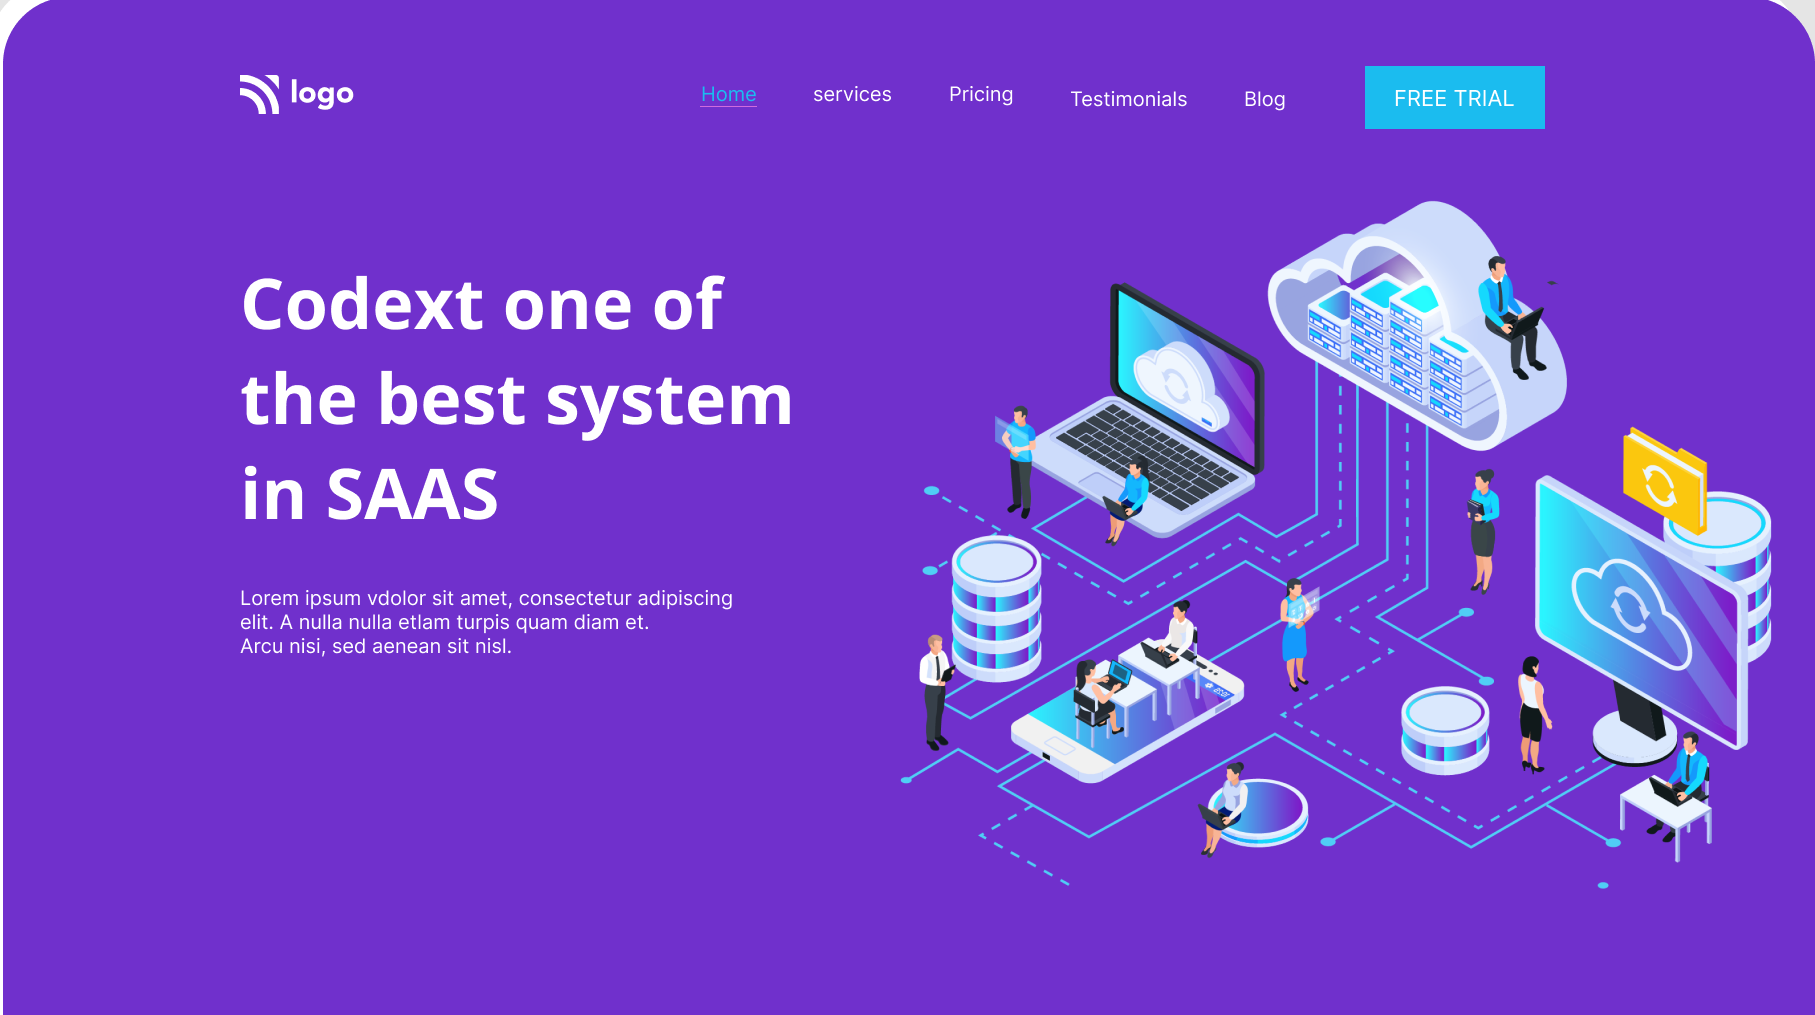 logo
Home
services
Pricing
Testimonials
Blog
FREE TRIAL
Codext one of
the best system
in SAAS
Lorem ipsum vdolor sit amet, consectetur adipiscing
elit. A nulla nulla etlam turpis quam diam et.
Arcu nisi, sed aenean sit nisl.